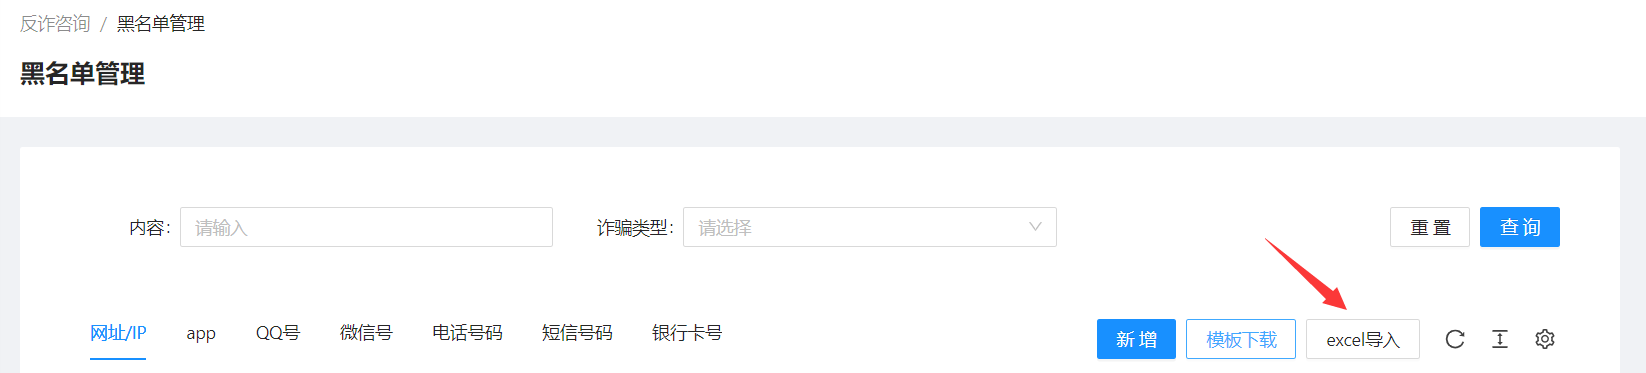 反诈咨询 / 黑名单管理
黑名单管理
内容: 请输入 诈骗类型: 请选择 重置 查询
网址/IP app QQ号 微信号 电话号码 短信号码 银行卡号 新增 模板下载 excel导入